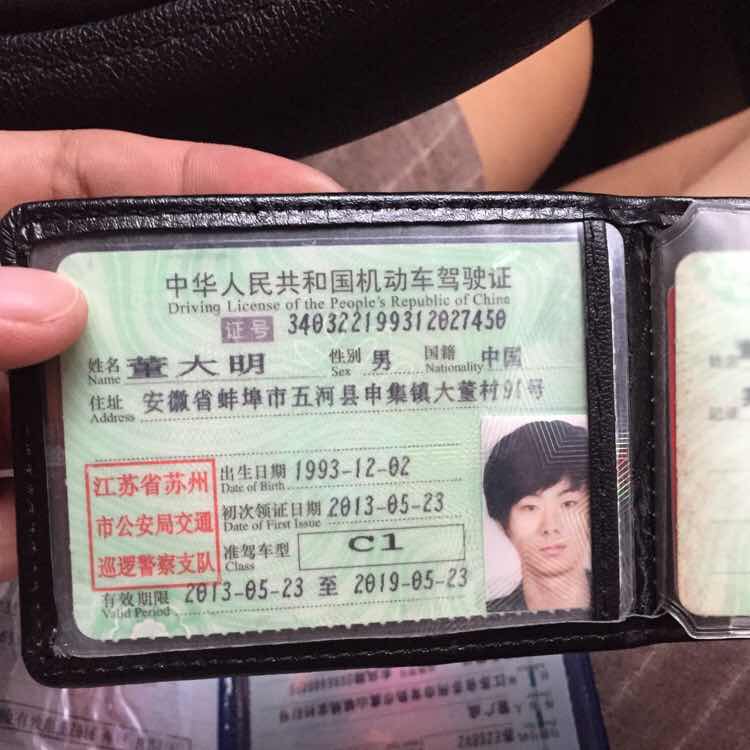 中华人民共和国机动车驾驶证
Driving License of the People's Republic of China
证号 340322199312027450
姓名 董大明 性别 男 国籍 中国
Name Sex Nationality
住址 安徽省蚌埠市五河县申集镇大董村91号
Address
江苏省苏州
市公安局交通
巡逻警察支队
出生日期 1993-12-02
Date of Birth
初次领证日期 2013-05-23
Date of First Issue
准驾车型 C1
Class
有效期限 2013-05-23 至 2019-05-23
Valid Period